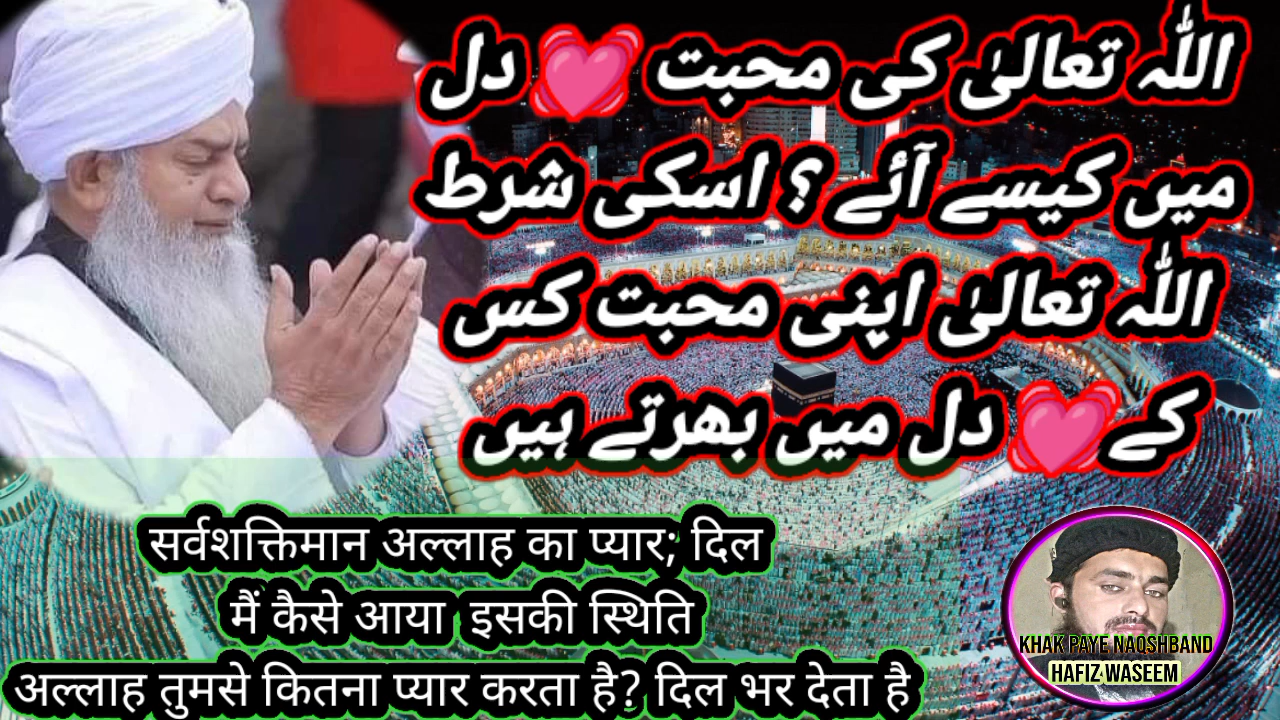 اللہ تعالیٰ کی محبت 💓 دل
میں کیسے آئے ؟ اسکی شرط
اللہ تعالیٰ اپنی محبت کس
کے 💓 دل میں بھرتے ہیں
सर्वशक्तिमान अल्लाह का प्यार; दिल
मैं कैसे आया इसकी स्थिति
अल्लाह तुमसे कितना प्यार करता है? दिल भर देता है
KHAK PAYE NAQSHBAND
HAFIZ WASEEM